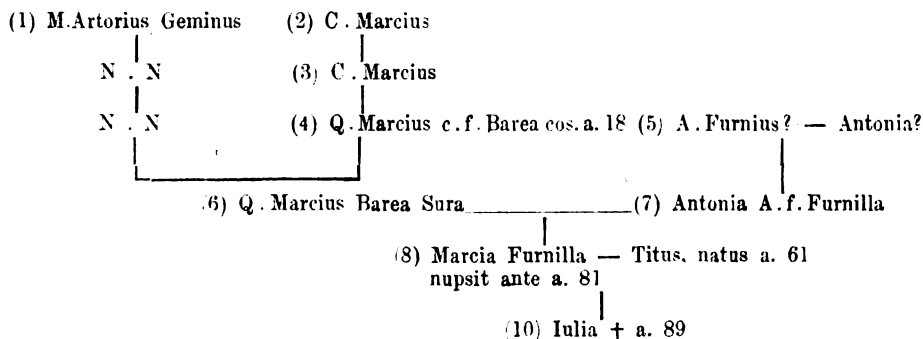 (1) M.Artorius Geminus (2) C. Marcius
N . N (3) C. Marcius
N . N (4) Q. Marcius c.f. Barea cos. a. 18 (5) A. Furnius? — Antonia?
(6) Q. Marcius Barea Sura (7) Antonia A.f. Furnilla
(8) Marcia Furnilla — Titus. natus a. 61
nupsit ante a. 81
(10) Iulia † a. 89